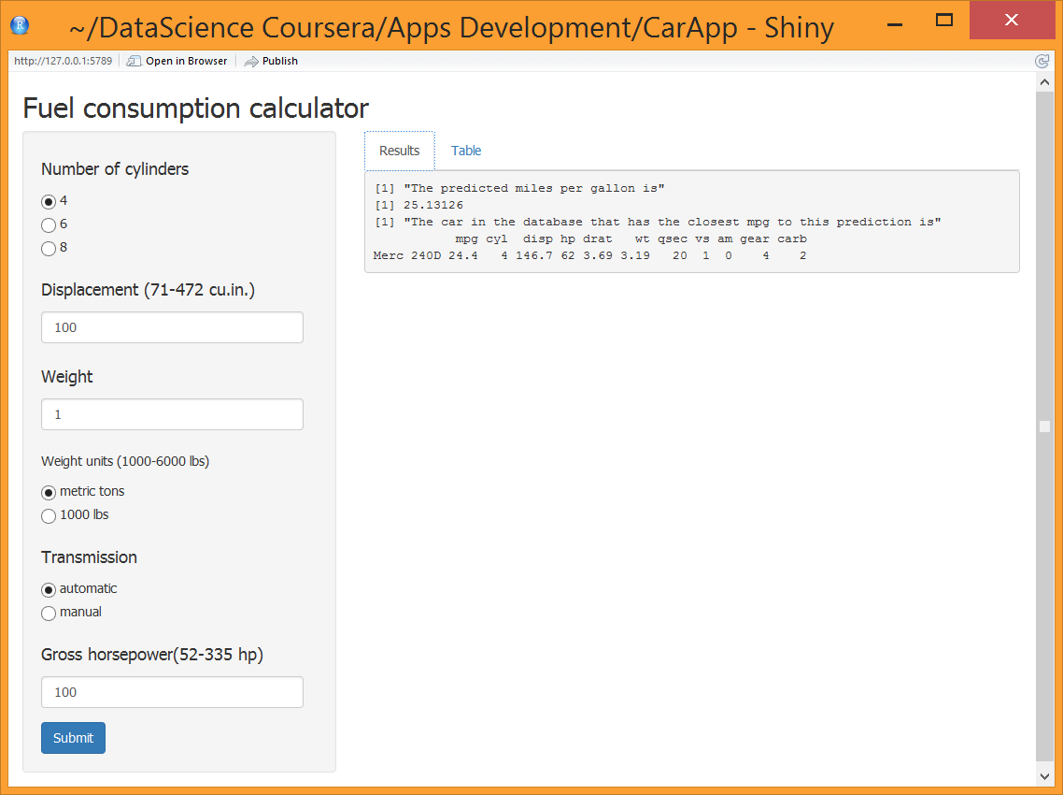 ~/DataScience Coursera/Apps Development/CarApp - Shiny
http://127.0.0.1:5789 Open in Browser Publish
Fuel consumption calculator
Number of cylinders
4
6
8
Displacement (71-472 cu.in.)
100
Weight
1
Weight units (1000-6000 lbs)
metric tons
1000 lbs
Transmission
automatic
manual
Gross horsepower(52-335 hp)
100
Submit
Results Table
[1] "The predicted miles per gallon is"
[1] 25.13126
[1] "The car in the database that has the closest mpg to this prediction is"
mpg cyl disp hp drat wt qsec vs am gear carb
Merc 240D 24.4 4 146.7 62 3.69 3.19 20 1 0 4 2